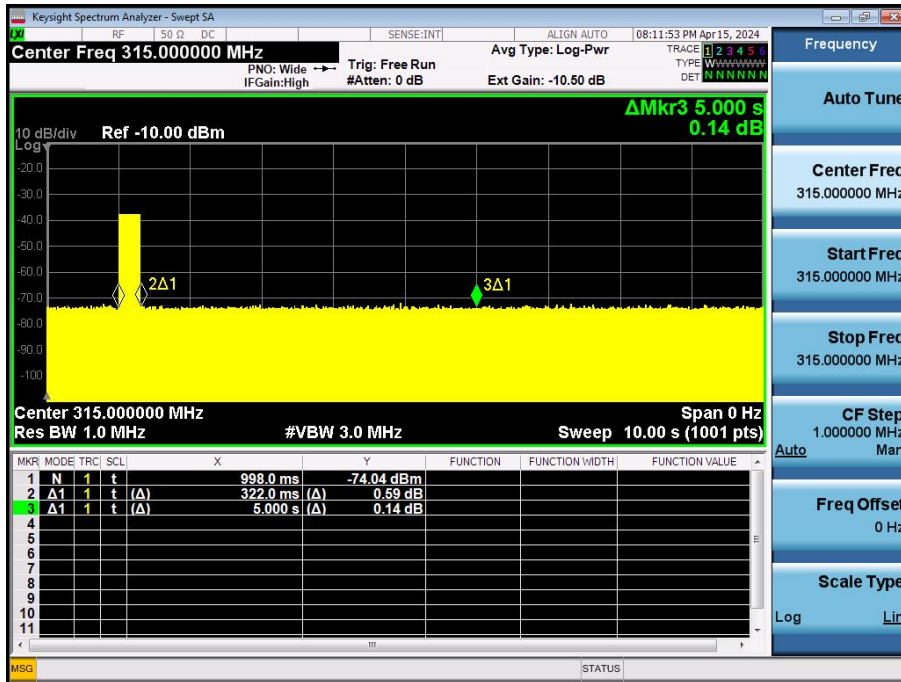 Keysight Spectrum Analyzer - Swept SA
LXI RF 50 Ω DC SENSE:INT ALIGN AUTO 08:11:53 PM Apr 15, 2024
Center Freq 315.000000 MHz
PNO: Wide
IFGain:High
Trig: Free Run
#Atten: 0 dB
Avg Type: Log-Pwr
Ext Gain: -10.50 dB
TRACE 1 2 3 4 5 6
TYPE WWWWWW
DET N N N N N N
ΔMkr3 5.000 s
0.14 dB
10 dB/div Ref -10.00 dBm
Log
-20.0
-30.0
-40.0
-50.0
-60.0
-70.0
-80.0
-90.0
-100
2Δ1
3Δ1
Center 315.000000 MHz Span 0 Hz
Res BW 1.0 MHz #VBW 3.0 MHz Sweep 10.00 s (1001 pts)
MKR MODE TRC SCL X Y FUNCTION FUNCTION WIDTH FUNCTION VALUE
1 N 1 t 998.0 ms -74.04 dBm
2 Δ1 1 t (Δ) 322.0 ms (Δ) 0.59 dB
3 Δ1 1 t (Δ) 5.000 s (Δ) 0.14 dB
4
5
6
7
8
9
10
11
MSG STATUS
Frequency
Auto Tune
Center Freq
315.000000 MHz
Start Freq
315.000000 MHz
Stop Freq
315.000000 MHz
CF Step
1.000000 MHz
Auto Man
Freq Offset
0 Hz
Scale Type
Log Lin